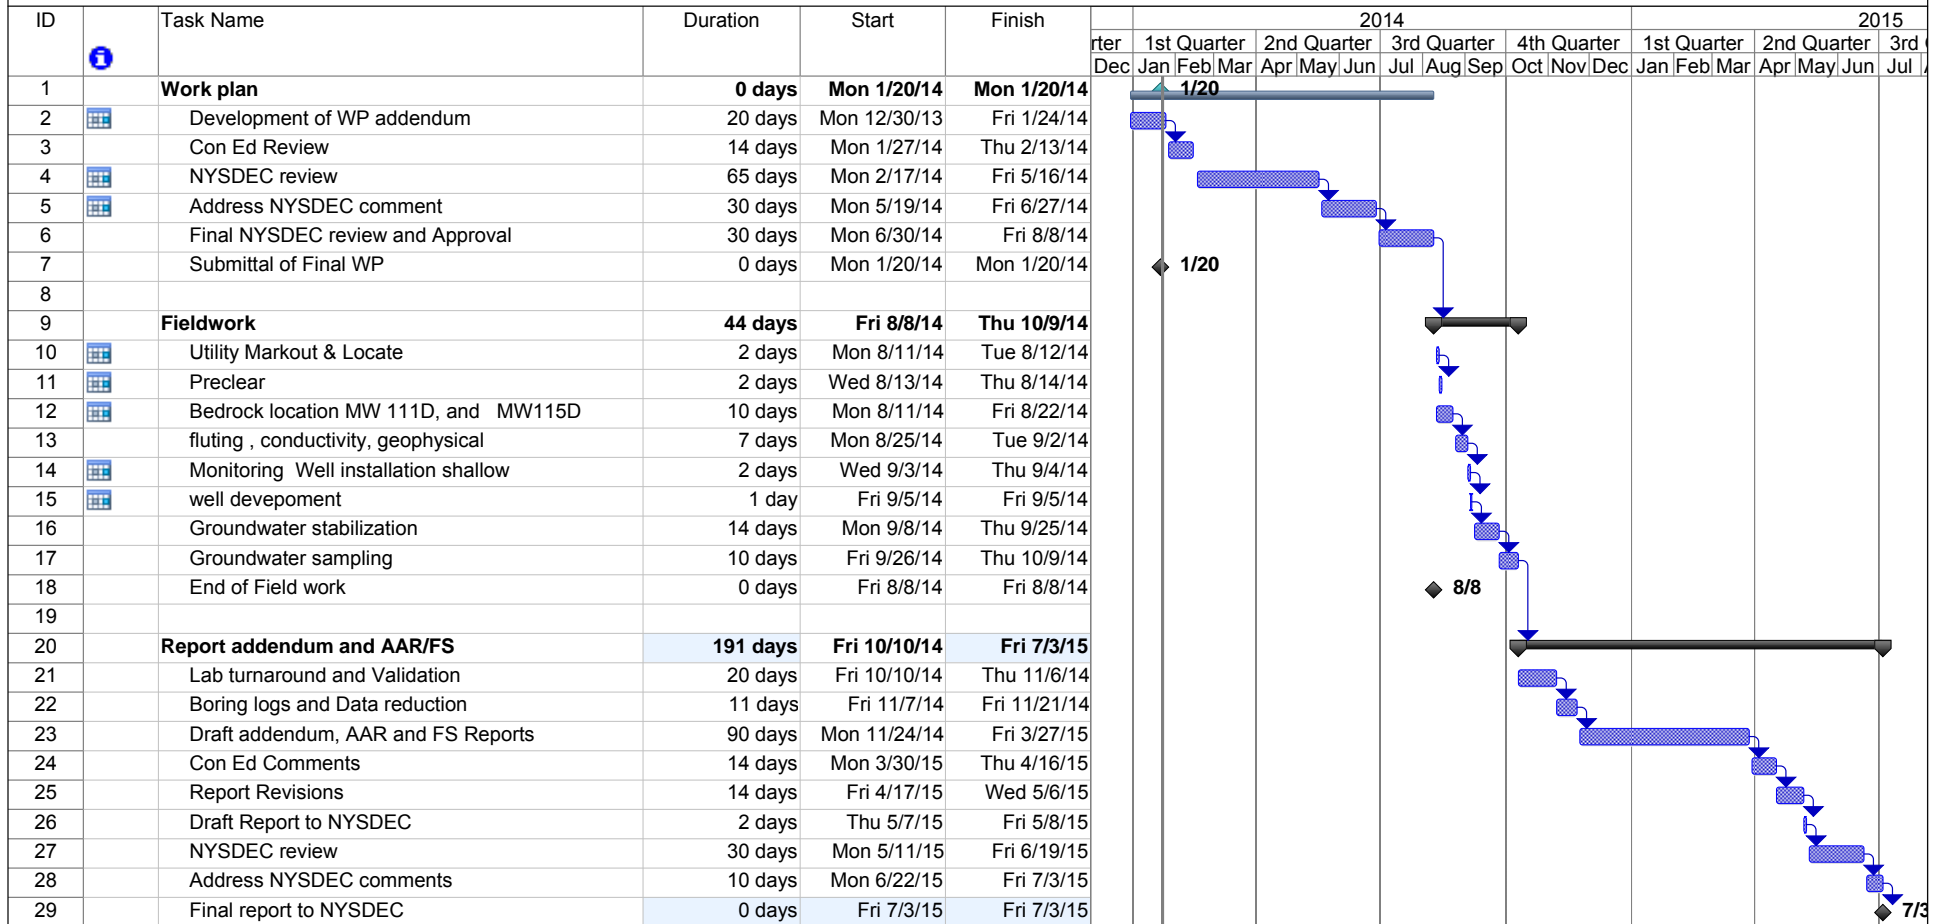 ID Task Name Duration Start Finish 2014 2015
rter 1st Quarter 2nd Quarter 3rd Quarter 4th Quarter 1st Quarter 2nd Quarter 3rd
Dec Jan Feb Mar Apr May Jun Jul Aug Sep Oct Nov Dec Jan Feb Mar Apr May Jun Jul
1 Work plan 0 days Mon 1/20/14 Mon 1/20/14 1/20
2 Development of WP addendum 20 days Mon 12/30/13 Fri 1/24/14
3 Con Ed Review 14 days Mon 1/27/14 Thu 2/13/14
4 NYSDEC review 65 days Mon 2/17/14 Fri 5/16/14
5 Address NYSDEC comment 30 days Mon 5/19/14 Fri 6/27/14
6 Final NYSDEC review and Approval 30 days Mon 6/30/14 Fri 8/8/14
7 Submittal of Final WP 0 days Mon 1/20/14 Mon 1/20/14 1/20
8
9 Fieldwork 44 days Fri 8/8/14 Thu 10/9/14
10 Utility Markout & Locate 2 days Mon 8/11/14 Tue 8/12/14
11 Preclear 2 days Wed 8/13/14 Thu 8/14/14
12 Bedrock location MW 111D, and MW115D 10 days Mon 8/11/14 Fri 8/22/14
13 fluting , conductivity, geophysical 7 days Mon 8/25/14 Tue 9/2/14
14 Monitoring Well installation shallow 2 days Wed 9/3/14 Thu 9/4/14
15 well devepoment 1 day Fri 9/5/14 Fri 9/5/14
16 Groundwater stabilization 14 days Mon 9/8/14 Thu 9/25/14
17 Groundwater sampling 10 days Fri 9/26/14 Thu 10/9/14
18 End of Field work 0 days Fri 8/8/14 Fri 8/8/14 8/8
19
20 Report addendum and AAR/FS 191 days Fri 10/10/14 Fri 7/3/15
21 Lab turnaround and Validation 20 days Fri 10/10/14 Thu 11/6/14
22 Boring logs and Data reduction 11 days Fri 11/7/14 Fri 11/21/14
23 Draft addendum, AAR and FS Reports 90 days Mon 11/24/14 Fri 3/27/15
24 Con Ed Comments 14 days Mon 3/30/15 Thu 4/16/15
25 Report Revisions 14 days Fri 4/17/15 Wed 5/6/15
26 Draft Report to NYSDEC 2 days Thu 5/7/15 Fri 5/8/15
27 NYSDEC review 30 days Mon 5/11/15 Fri 6/19/15
28 Address NYSDEC comments 10 days Mon 6/22/15 Fri 7/3/15
29 Final report to NYSDEC 0 days Fri 7/3/15 Fri 7/3/15 7/3